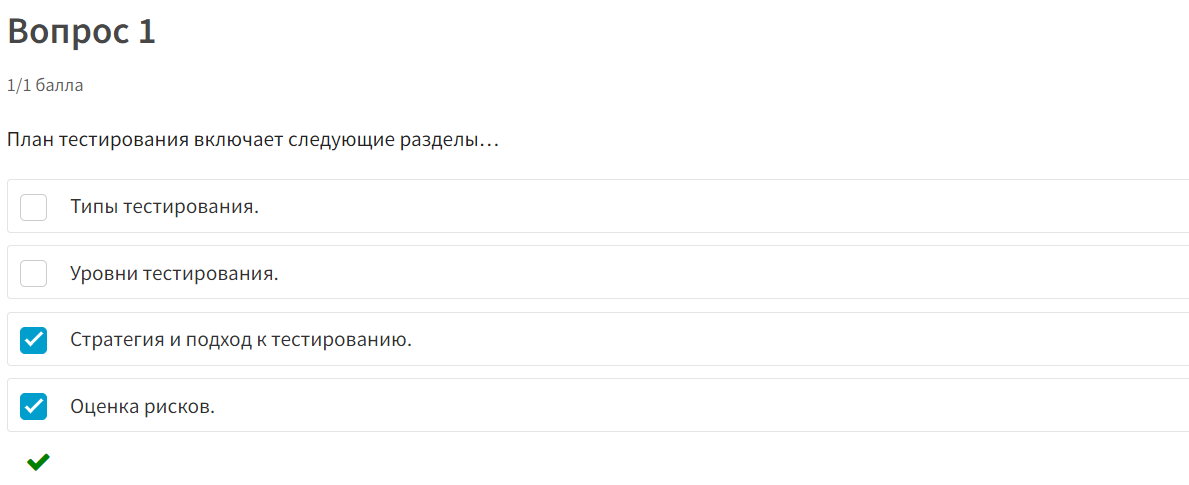 Вопрос 1
1/1 балла
План тестирования включает следующие разделы…
Типы тестирования.
Уровни тестирования.
Стратегия и подход к тестированию.
Оценка рисков.